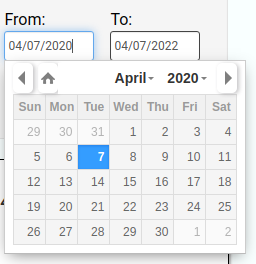 From: To:
04/07/2020 04/07/2022
April 2020
Sun Mon Tue Wed Thu Fri Sat
29 30 31 1 2 3 4
5 6 7 8 9 10 11
12 13 14 15 16 17 18
19 20 21 22 23 24 25
26 27 28 29 30 1 2